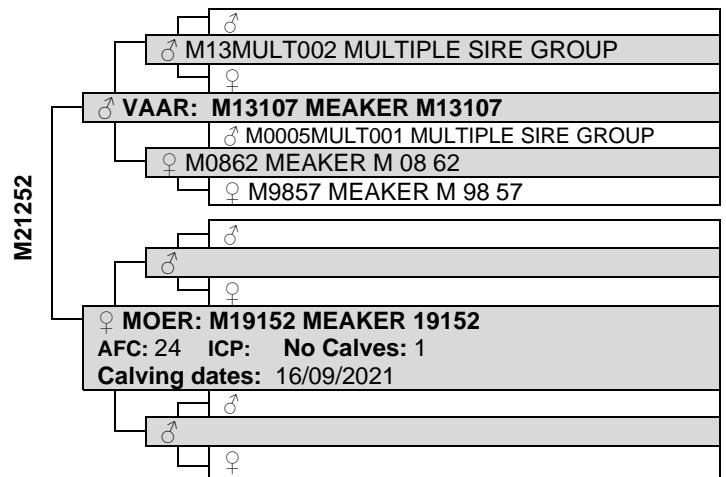 ♂
♂ M13MULT002 MULTIPLE SIRE GROUP
♀
♂ VAAR: M13107 MEAKER M13107
♂ M0005MULT001 MULTIPLE SIRE GROUP
♀ M0862 MEAKER M 08 62
♀ M9857 MEAKER M 98 57
M21252
♂
♂
♀
♀ MOER: M19152 MEAKER 19152
AFC: 24 ICP: No Calves: 1
Calving dates: 16/09/2021
♂
♂
♀